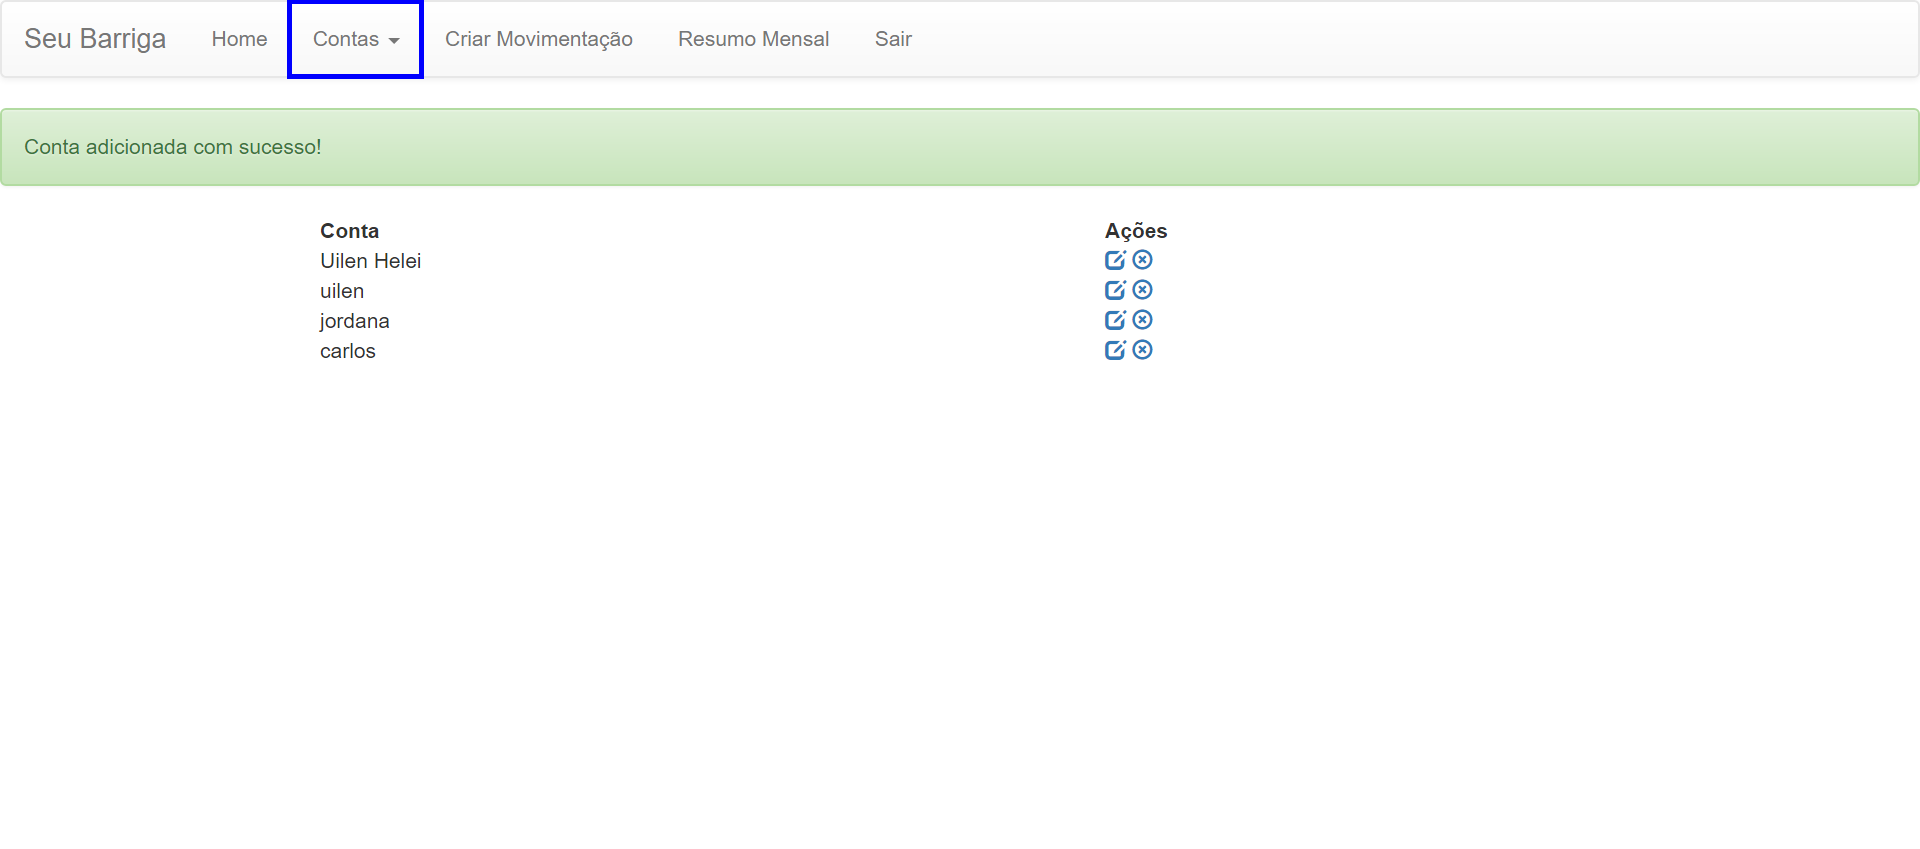 Seu Barriga Home Contas Criar Movimentação Resumo Mensal Sair
Conta adicionada com sucesso!
Conta Ações
Uilen Helei
uilen
jordana
carlos